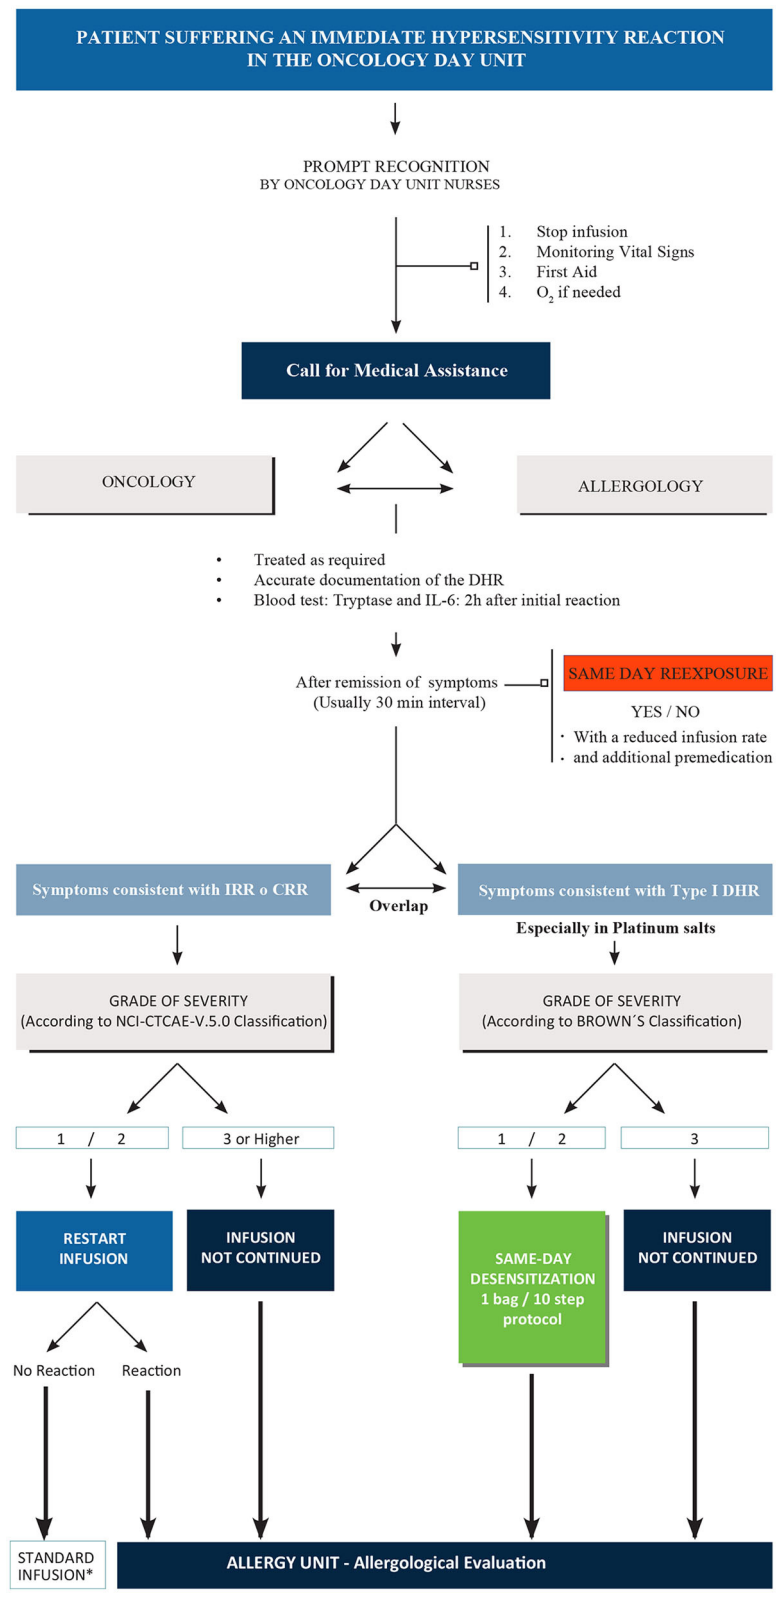 PATIENT SUFFERING AN IMMEDIATE HYPERSENSITIVITY REACTION
IN THE ONCOLOGY DAY UNIT
PROMPT RECOGNITION
BY ONCOLOGY DAY UNIT NURSES
1. Stop infusion
2. Monitoring Vital Signs
3. First Aid
4. O₂ if needed
Call for Medical Assistance
ONCOLOGY
ALLERGOLOGY
• Treated as required
• Accurate documentation of the DHR
• Blood test: Tryptase and IL-6: 2h after initial reaction
After remission of symptoms
(Usually 30 min interval)
SAME DAY REEXPOSURE
YES / NO
· With a reduced infusion rate
· and additional premedication
Symptoms consistent with IRR o CRR
Overlap
Symptoms consistent with Type I DHR
Especially in Platinum salts
GRADE OF SEVERITY
(According to NCI-CTCAE-V.5.0 Classification)
GRADE OF SEVERITY
(According to BROWN´S Classification)
1 / 2
3 or Higher
1 / 2
3
RESTART
INFUSION
INFUSION
NOT CONTINUED
SAME-DAY
DESENSITIZATION
1 bag / 10 step
protocol
INFUSION
NOT CONTINUED
No Reaction
Reaction
STANDARD
INFUSION*
ALLERGY UNIT - Allergological Evaluation